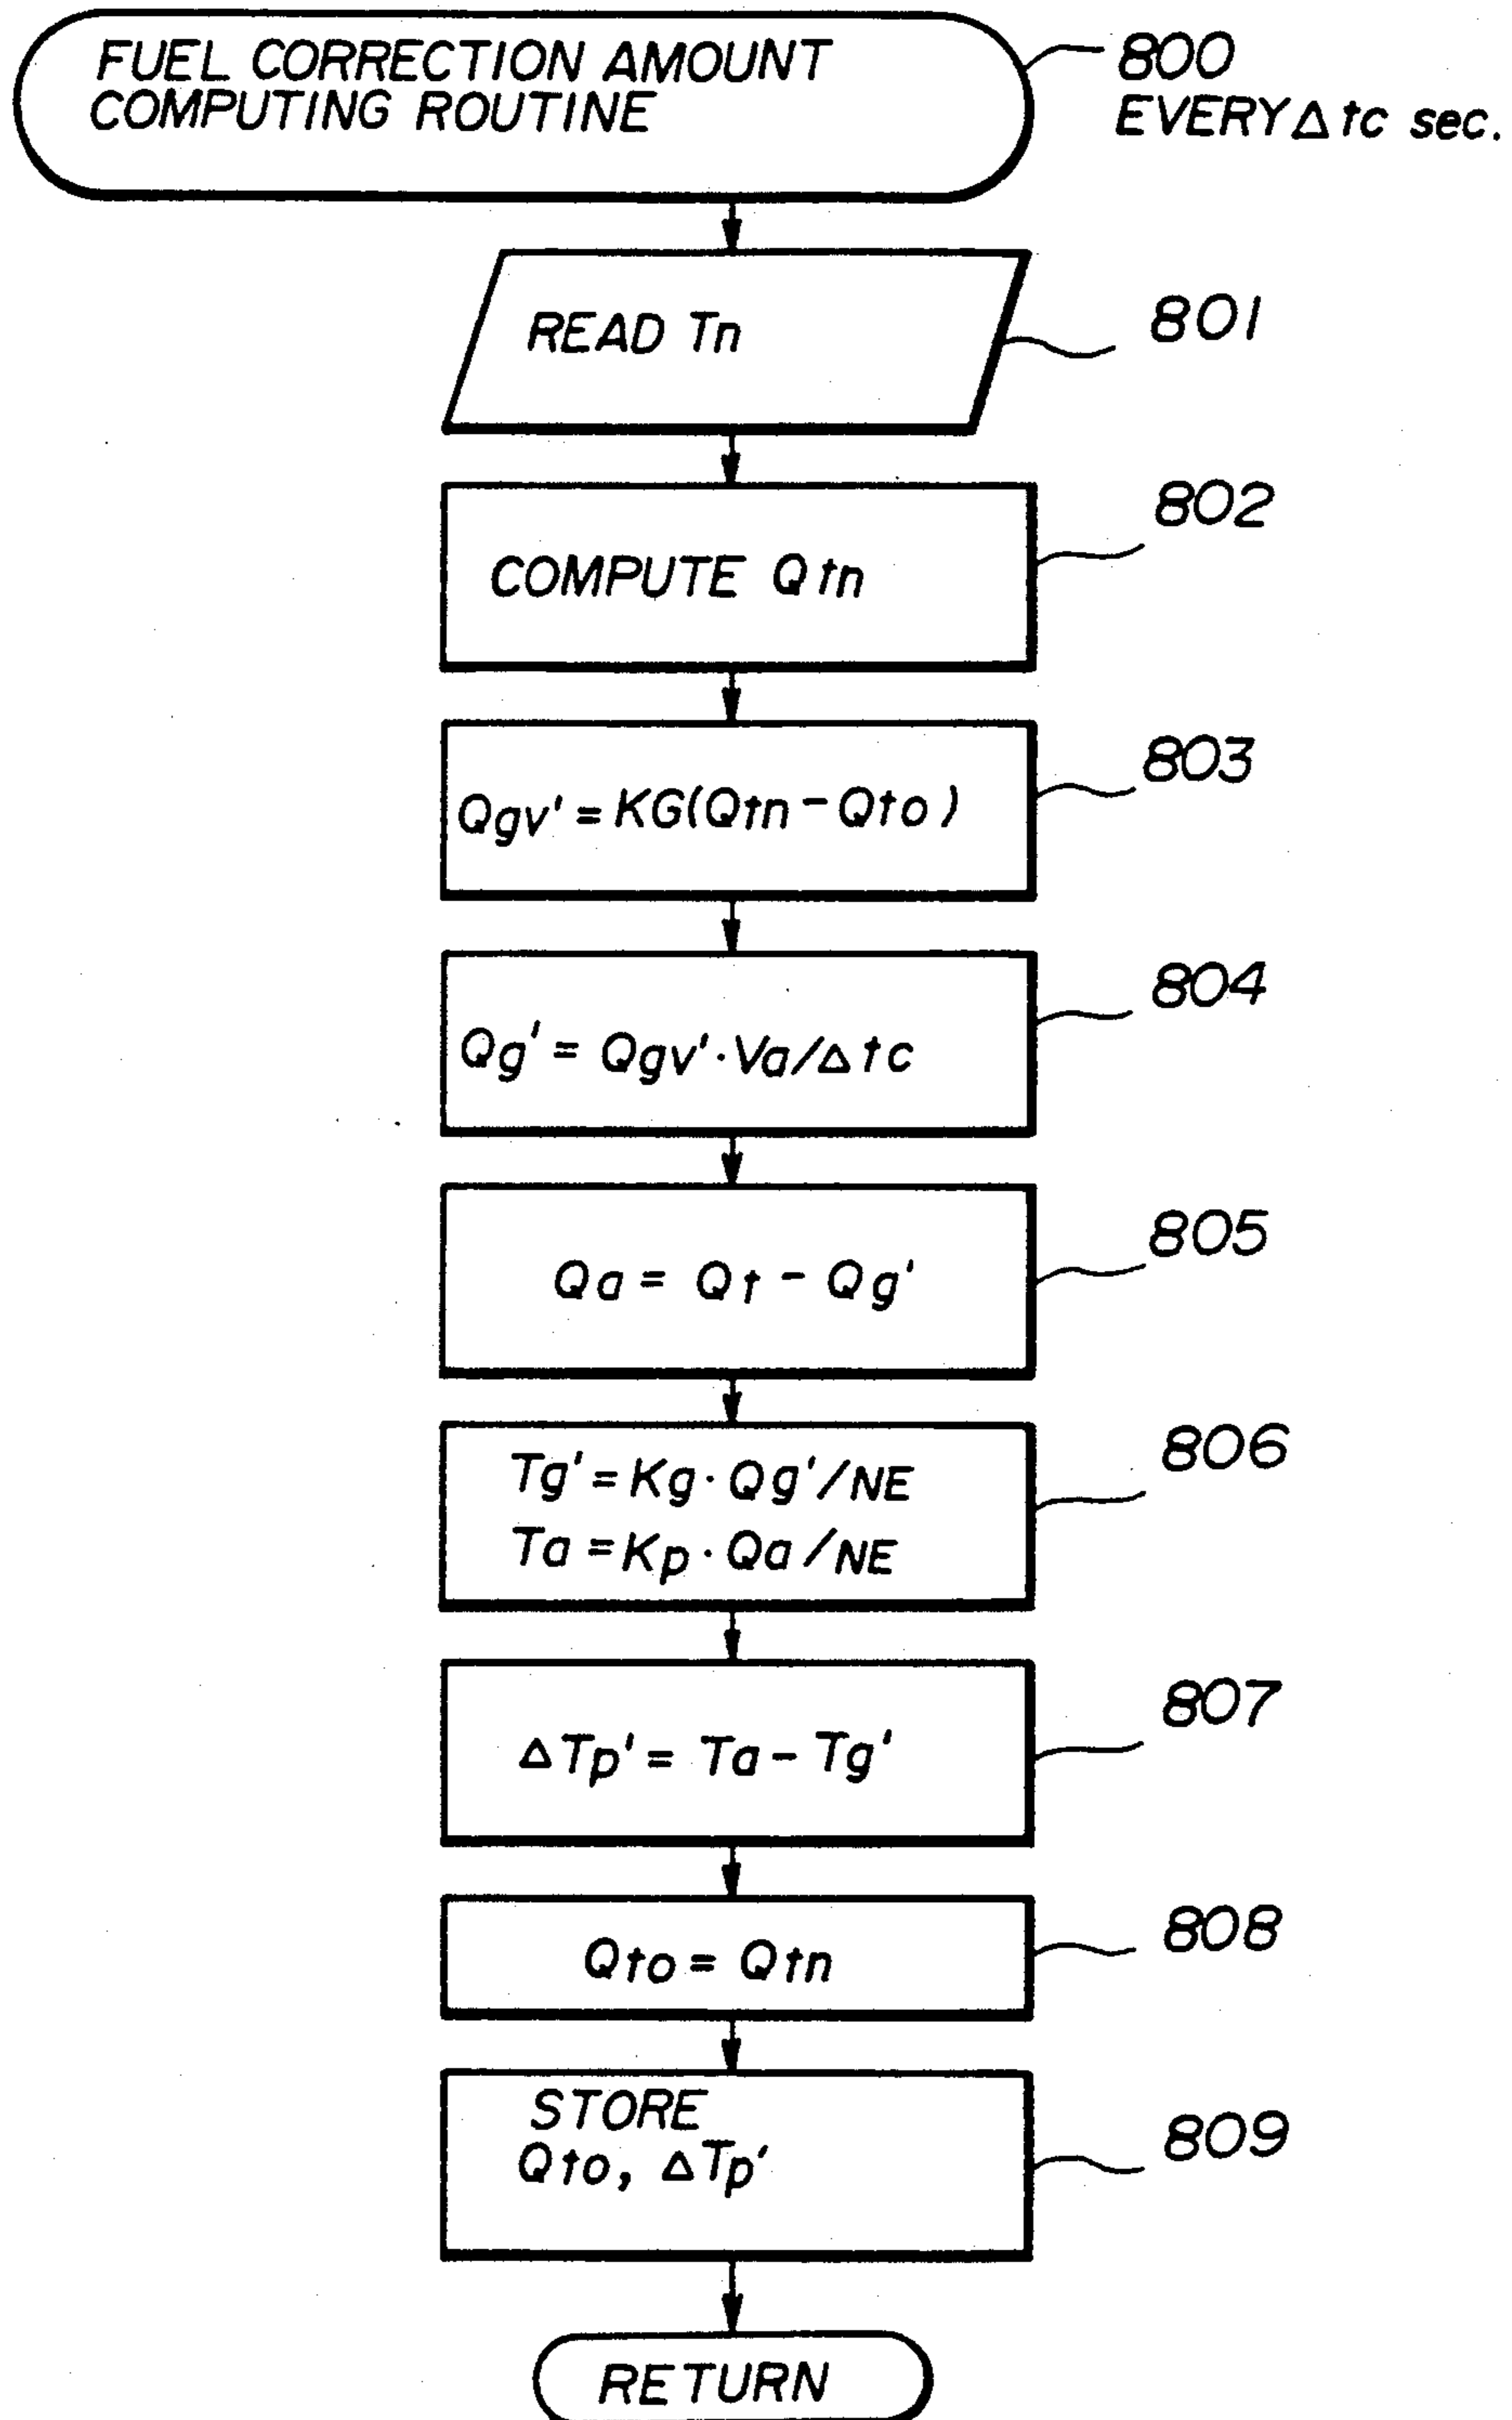 FUEL CORRECTION AMOUNT
COMPUTING ROUTINE
800
EVERY Δtc sec.
READ Tn
801
COMPUTE Qtn
802
Qgv' = KG(Qtn - Qto)
803
Qg' = Qgv'·Va/Δtc
804
Qa = Qt - Qg'
805
Tg' = Kg·Qg'/NE
Ta = Kp·Qa/NE
806
ΔTp' = Ta - Tg'
807
Qto = Qtn
808
STORE
Qto, ΔTp'
809
RETURN